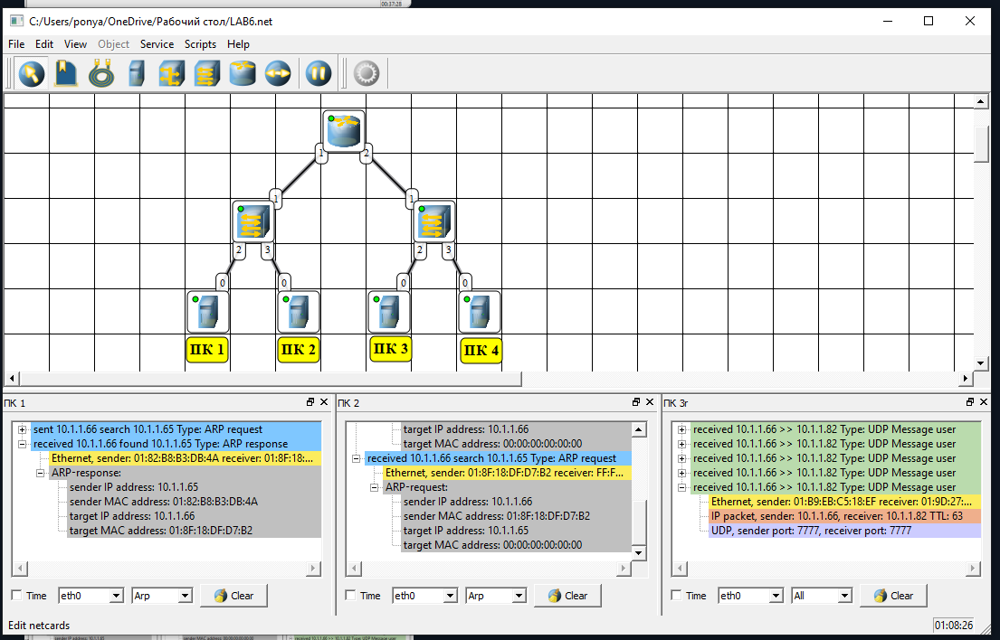 00:37:28
C:/Users/ponya/OneDrive/Рабочий стол/LAB6.net
File Edit View Object Service Scripts Help
1 2
1 1
2 3 2 3
0 0 0 0
ПК 1 ПК 2 ПК 3 ПК 4
ПК 1
sent 10.1.1.66 search 10.1.1.65 Type: ARP request
received 10.1.1.66 found 10.1.1.65 Type: ARP response
Ethernet, sender: 01:82:B8:B3:DB:4A receiver: 01:8F:18:...
ARP-response:
sender IP address: 10.1.1.65
sender MAC address: 01:82:B8:B3:DB:4A
target IP address: 10.1.1.66
target MAC address: 01:8F:18:DF:D7:B2
Time eth0 Arp Clear
ПК 2
target IP address: 10.1.1.66
target MAC address: 00:00:00:00:00:00
received 10.1.1.66 search 10.1.1.65 Type: ARP request
Ethernet, sender: 01:8F:18:DF:D7:B2 receiver: FF:F...
ARP-request:
sender IP address: 10.1.1.66
sender MAC address: 01:8F:18:DF:D7:B2
target IP address: 10.1.1.65
target MAC address: 00:00:00:00:00:00
Time eth0 Arp Clear
ПК 3г
received 10.1.1.66 >> 10.1.1.82 Type: UDP Message user
received 10.1.1.66 >> 10.1.1.82 Type: UDP Message user
received 10.1.1.66 >> 10.1.1.82 Type: UDP Message user
received 10.1.1.66 >> 10.1.1.82 Type: UDP Message user
received 10.1.1.66 >> 10.1.1.82 Type: UDP Message user
Ethernet, sender: 01:B9:EB:C5:18:EF receiver: 01:9D:27:...
IP packet, sender: 10.1.1.66, receiver: 10.1.1.82 TTL: 63
UDP, sender port: 7777, receiver port: 7777
Time eth0 All Clear
Edit netcards
01:08:26